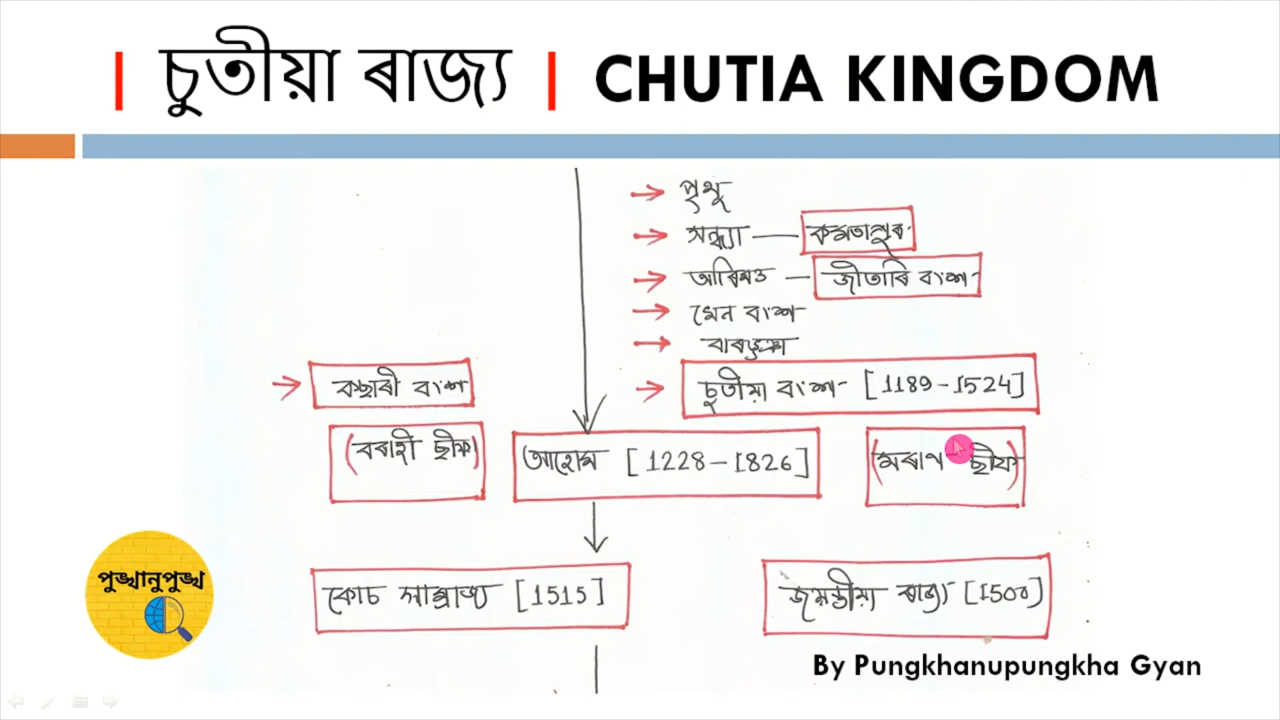 | চুতীয়া ৰাজ্য | CHUTIA KINGDOM
→ পৃথু
→ সন্ধ্যা — কমতাপুৰ
→ আৰিমত্ত — জীতাৰি বংশ
→ মেন বংশ
→ বাৰভূঞা
→ কছাৰী বংশ
→ চুতীয়া বংশ [1189-1524]
(বৰাহী ছীফ)
আহোম [1228-1826]
(মৰাণ ছীফ)
কোচ সাম্ৰাজ্য [1515]
জয়ন্তীয়া ৰাজ্য [1500]
পুঙ্খানুপুঙ্খ
By Pungkhanupungkha Gyan